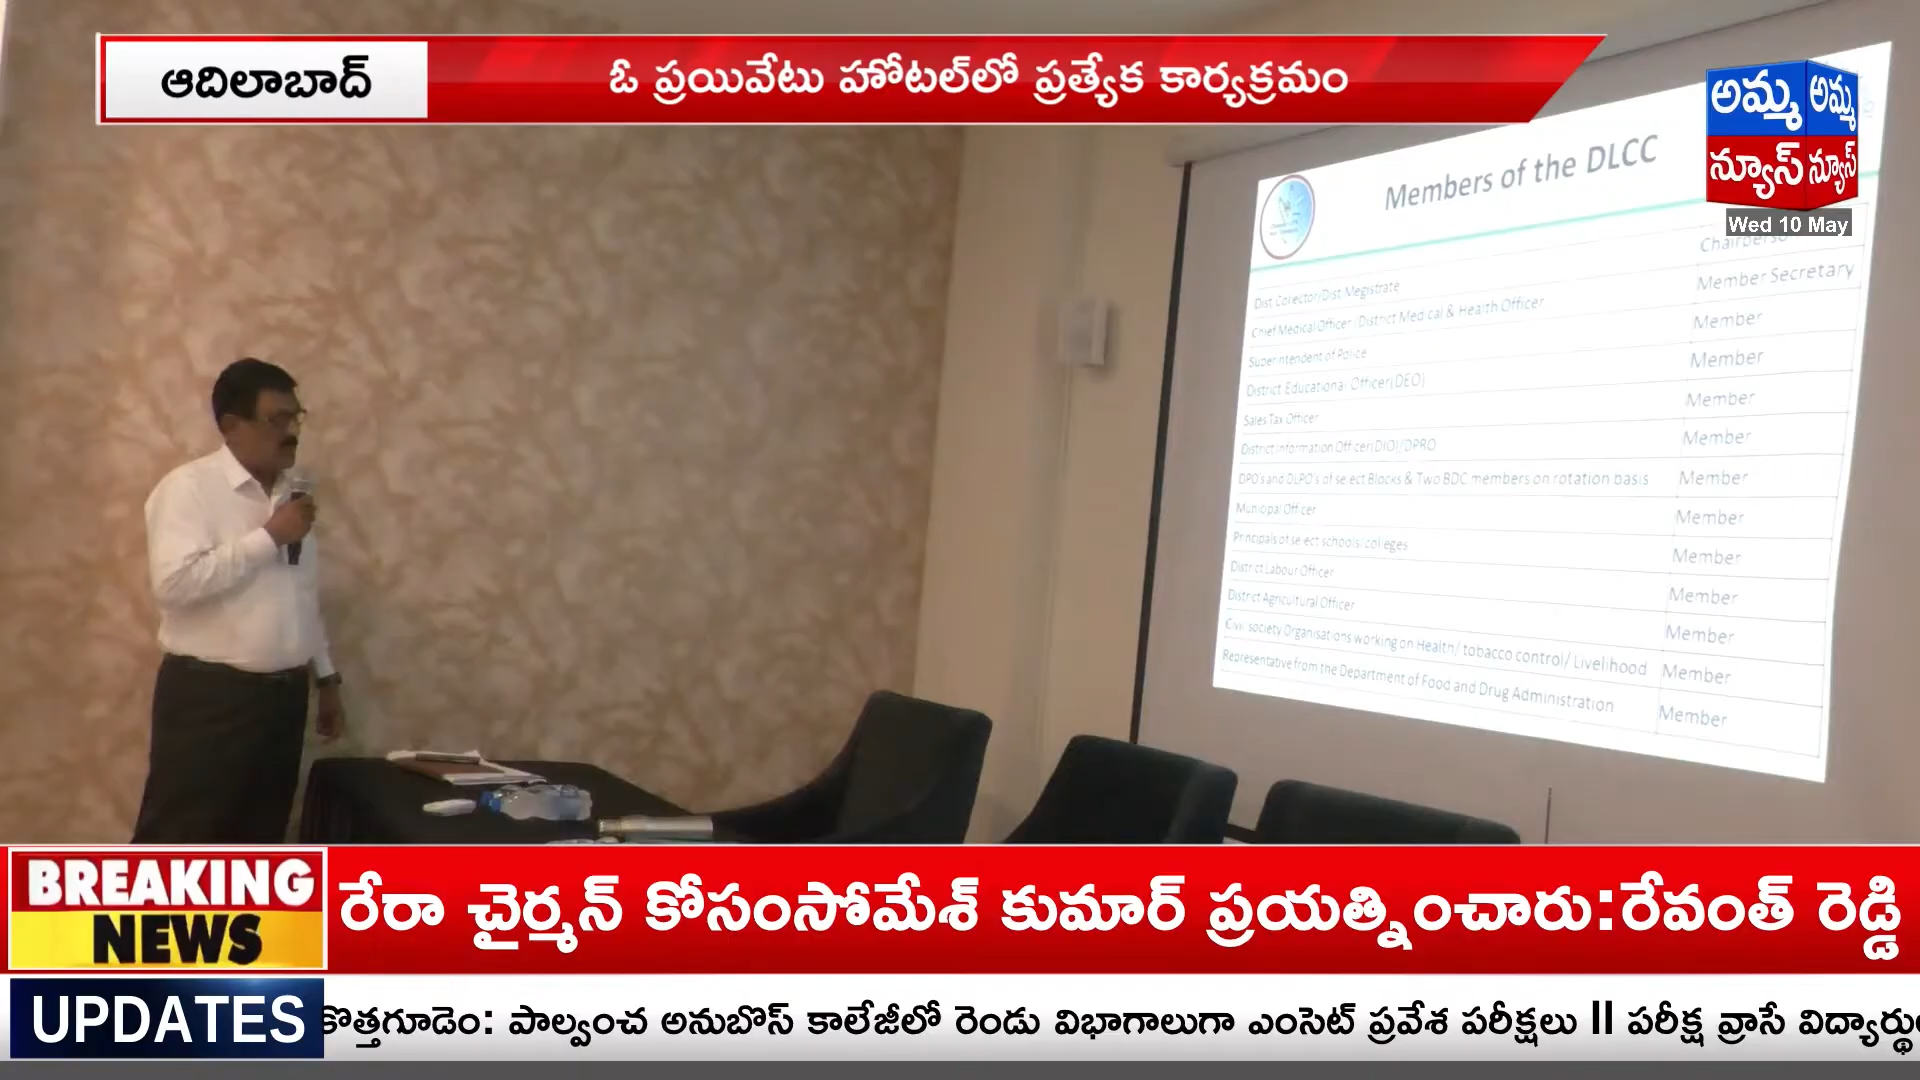 ఆదిలాబాద్
ఓ ప్రయివేటు హోటల్‌లో ప్రత్యేక కార్యక్రమం
అమ్మ అమ్మ
న్యూస్ న్యూస్
Wed 10 May
Members of the DLCC
Dist Collector/Dist Megistrate
Chief Medical Officer/District Medical & Health Officer Member Secretary
Superintendent of Police Member
District Educational Officer(DEO) Member
Sales Tax Officer Member
District Information Officer(DIO)/DPRO Member
DPO's and DLPO's of select Blocks & Two BDC members on rotation basis Member
Municipal Officer Member
Principals of select schools/colleges Member
District Labour Officer Member
District Agricultural Officer Member
Civil society Organisations working on Health/ tobacco control/ Livelihood Member
Representative from the Department of Food and Drug Administration Member
BREAKING
NEWS
రేరా చైర్మన్ కోసంసోమేశ్ కుమార్ ప్రయత్నించారు:రేవంత్ రెడ్డి
UPDATES
కొత్తగూడెం: పాల్వంచ అనుబోస్ కాలేజీలో రెండు విభాగాలుగా ఎంసెట్ ప్రవేశ పరీక్షలు II పరీక్ష వ్రాసే